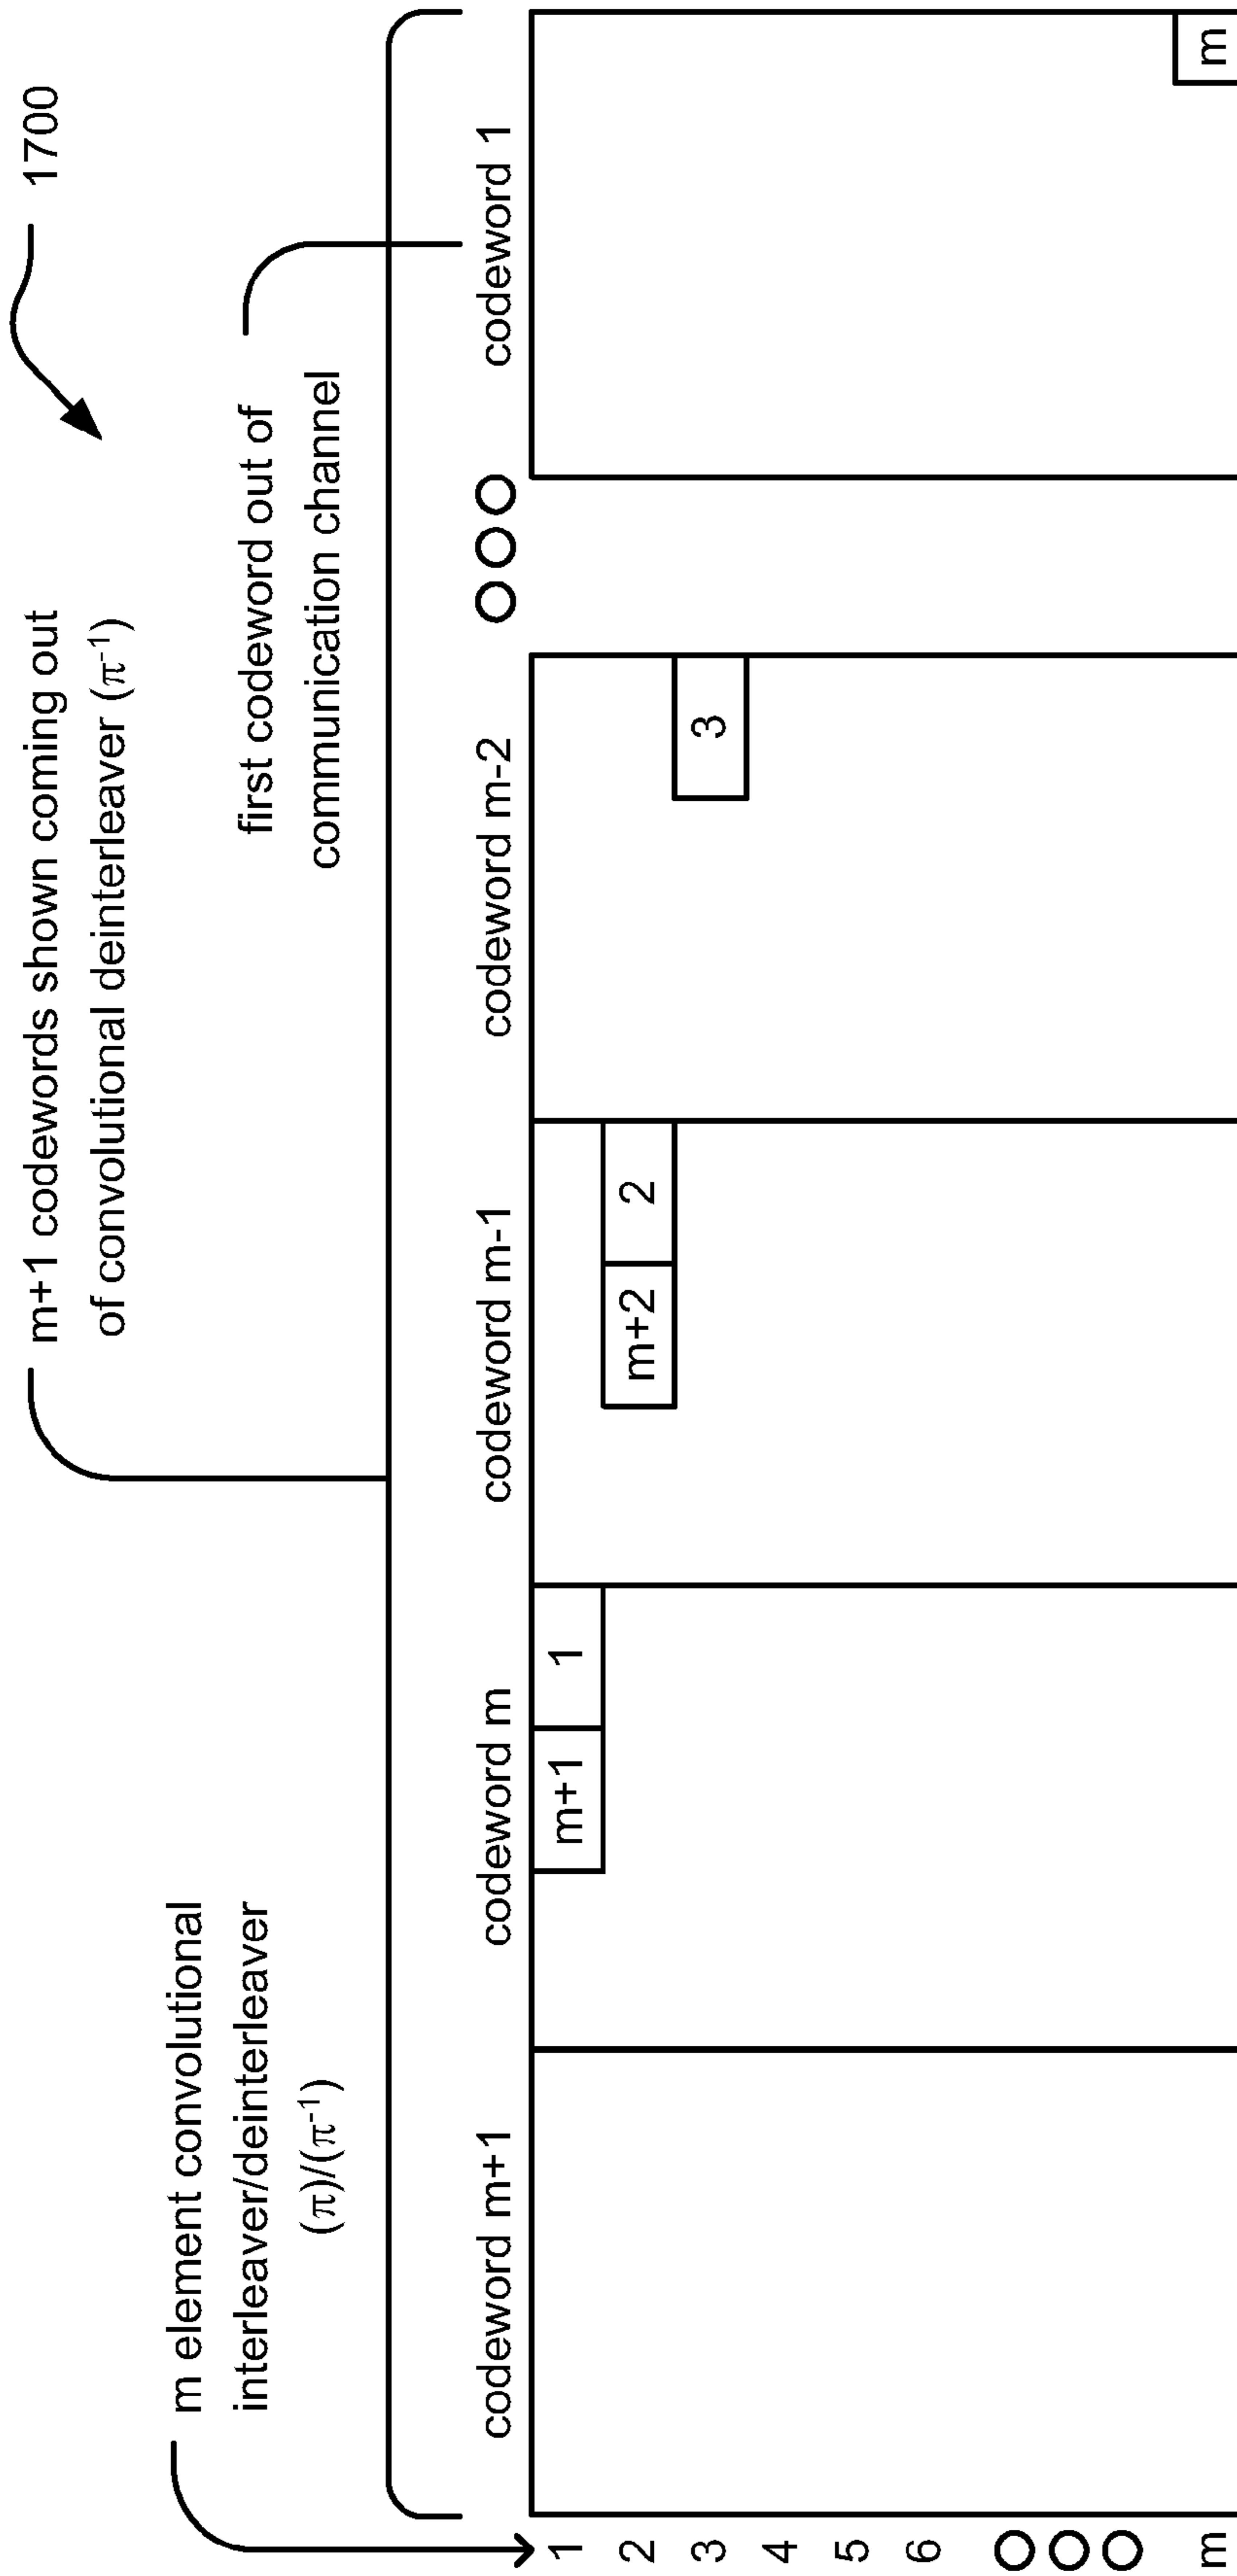 1700
m+1 codewords shown coming out
of convolutional deinterleaver (π-1)
m element convolutional
interleaver/deinterleaver
(π)/(π-1)
first codeword out of
communication channel
codeword m+1
codeword m
codeword m-1
codeword m-2
codeword 1
1
m+1
1
2
m+2
2
3
3
4
5
6
m
m